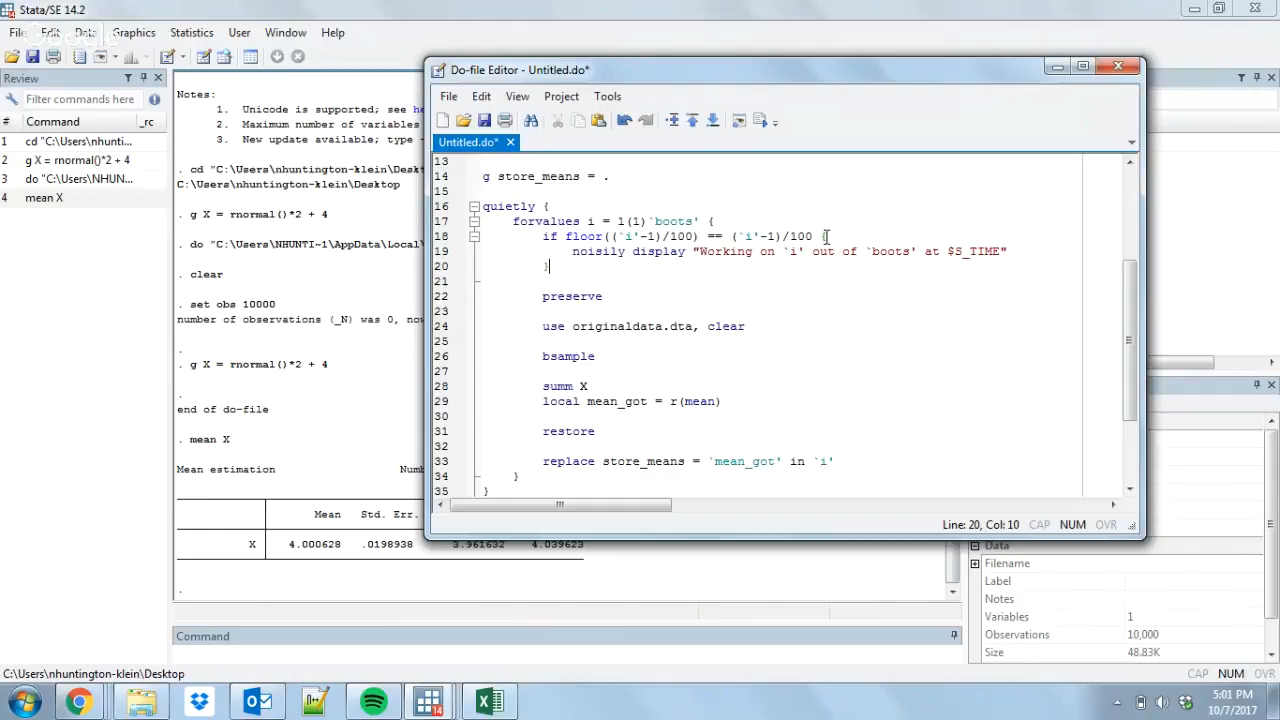 Stata/SE 14.2
File Edit Data Graphics Statistics User Window Help
Google
Review
Filter commands here
# Command _rc
1 cd "C:\Users\nhunti...
2 g X = rnormal()*2 + 4
3 do "C:\Users\NHUN...
4 mean X
Notes:
1. Unicode is supported; see
2. Maximum number of variables
3. New update available; type -
. cd "C:\Users\nhuntington-klein\Deskt
C:\Users\nhuntington-klein\Desktop
. g X = rnormal()*2 + 4
. do "C:\Users\NHUNTI~1\AppData\Local\
. clear
. set obs 10000
number of observations (_N) was 0, now
.
. g X = rnormal()*2 + 4
.
end of do-file
. mean X
Mean estimation
Mean Std. Err.
X 4.000628 .0198938 3.961632 4.039623
.
Command
C:\Users\nhuntington-klein\Desktop
Do-file Editor - Untitled.do*
File Edit View Project Tools
Untitled.do*
13
14 g store_means = .
15
16 quietly {
17 forvalues i = 1(1)`boots' {
18 if floor((`i'-1)/100) == (`i'-1)/100 {
19 noisily display "Working on `i' out of `boots' at $S_TIME"
20 }
21
22 preserve
23
24 use originaldata.dta, clear
25
26 bsample
27
28 summ X
29 local mean_got = r(mean)
30
31 restore
32
33 replace store_means = `mean_got' in `i'
34 }
35 }
Line: 20, Col: 10 CAP NUM OVR
Data
Filename
Label
Notes
Variables 1
Observations 10,000
Size 48.83K
CAP NUM OVR
14
5:01 PM
10/7/2017